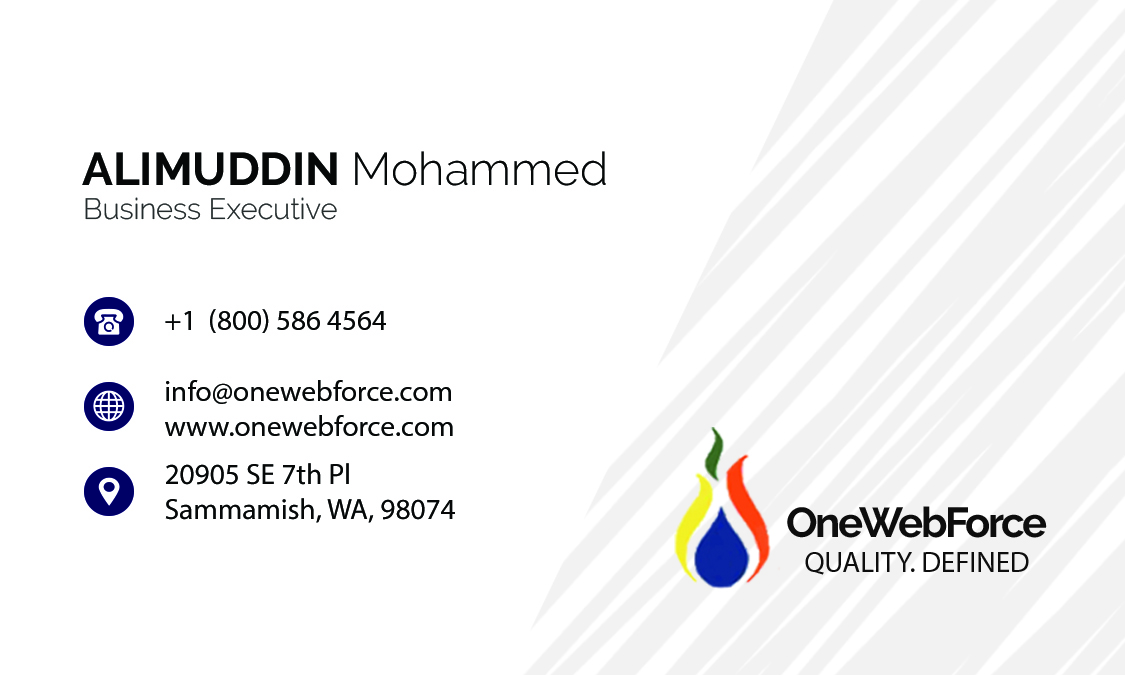 ALIMUDDIN Mohammed
Business Executive
+1 (800) 586 4564
info@onewebforce.com
www.onewebforce.com
20905 SE 7th Pl
Sammamish, WA, 98074
OneWebForce
QUALITY. DEFINED